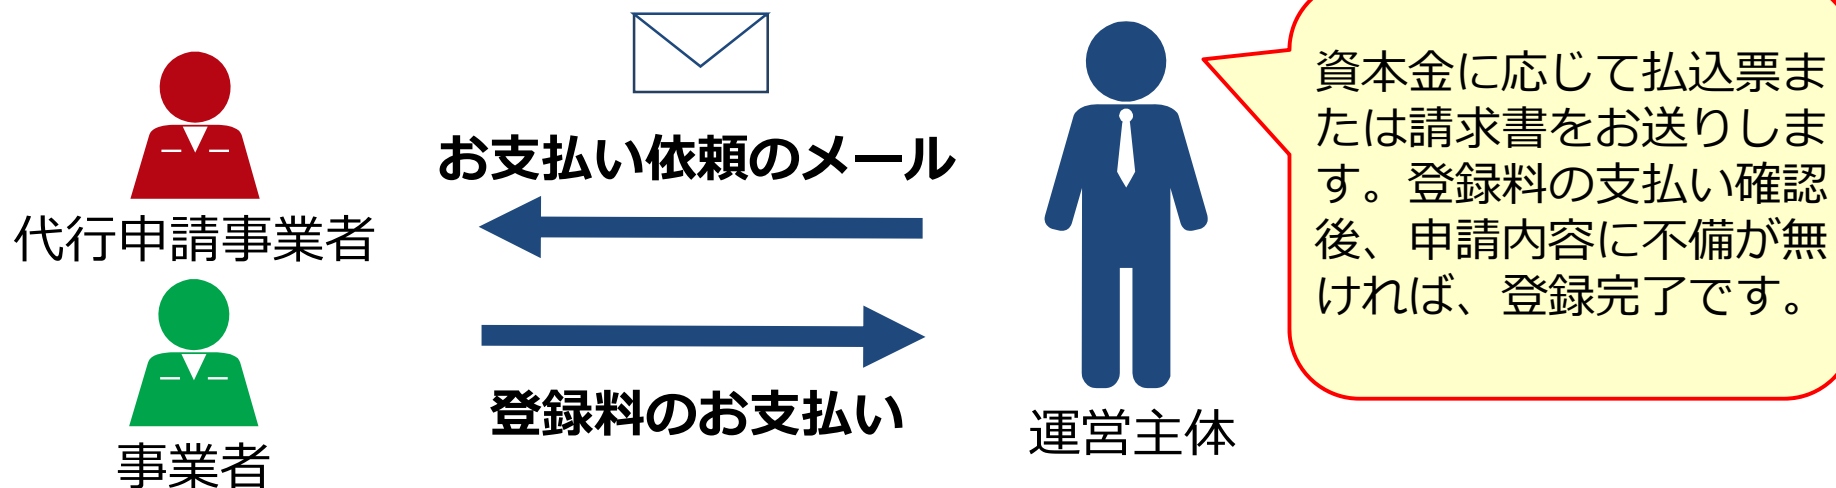 お支払い依頼のメール
代行申請事業者
登録料のお支払い
事業者
運営主体
資本金に応じて払込票ま
たは請求書をお送りしま
す。登録料の支払い確認
後、申請内容に不備が無
ければ、登録完了です。